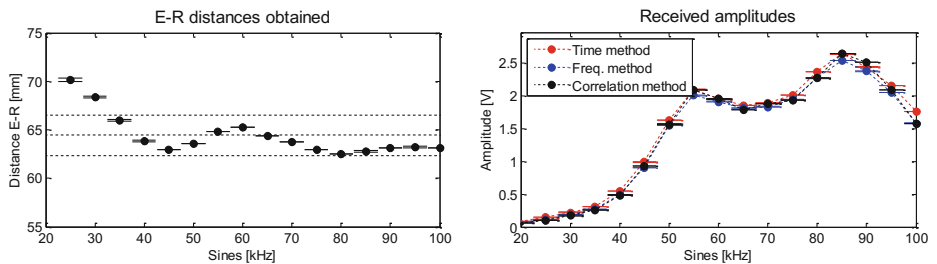 E-R distances obtained
75
70
65
60
55
Distance E-R [mm]
20 30 40 50 60 70 80 90 100
Sines [kHz]
Received amplitudes
Time method
Freq. method
Correlation method
2.5
2
1.5
1
0.5
0
Amplitude [V]
20 30 40 50 60 70 80 90 100
Sines [kHz]